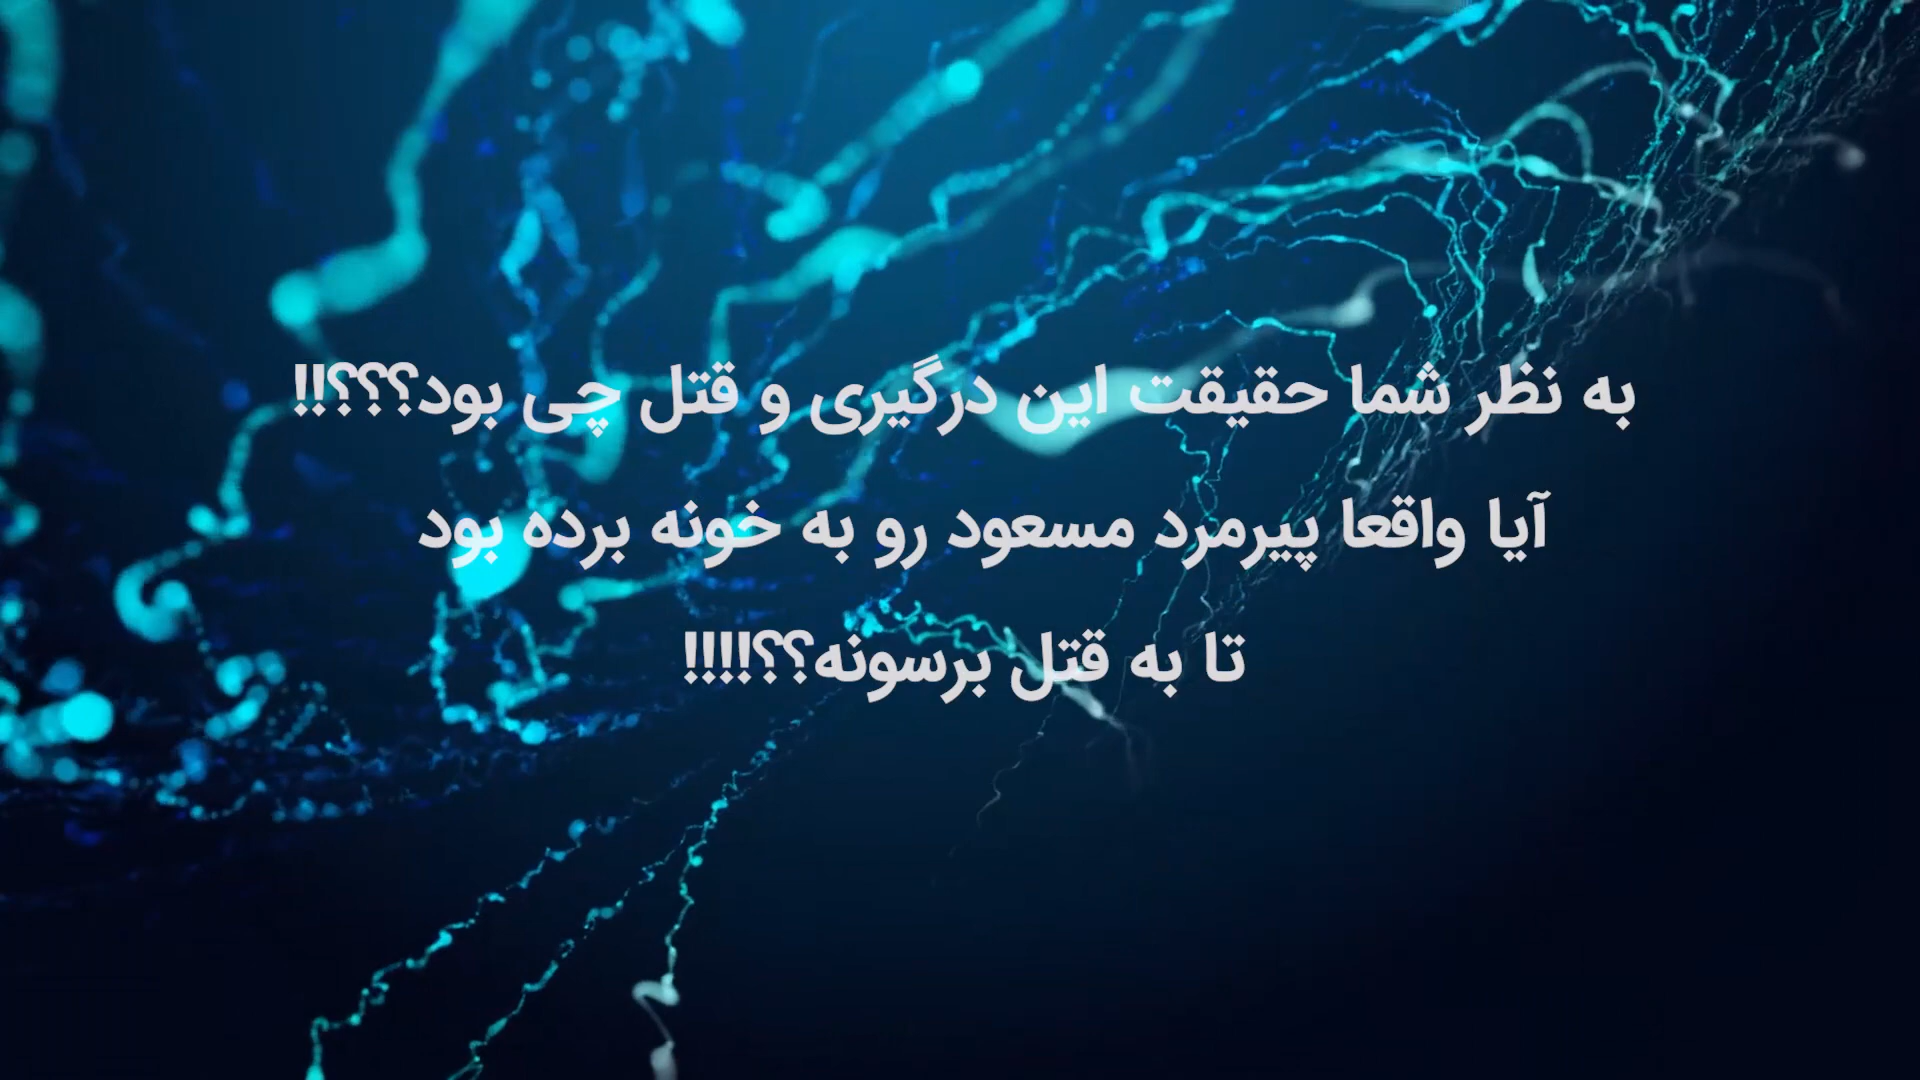 به نظر شما حقیقت این درگیری و قتل چی بود؟؟؟!!
آیا واقعا پیرمرد مسعود رو به خونه برده بود
تا به قتل برسونه؟؟!!!!